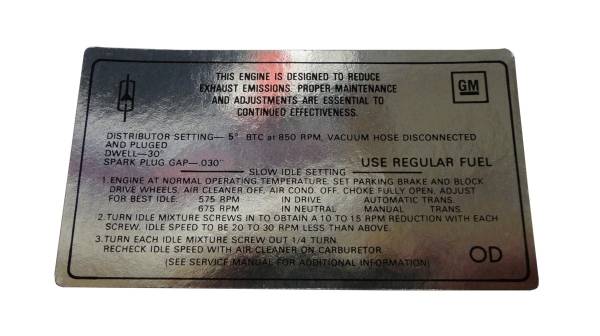 THIS ENGINE IS DESIGNED TO REDUCE
EXHAUST EMISSIONS. PROPER MAINTENANCE
AND ADJUSTMENTS ARE ESSENTIAL TO
CONTINUED EFFECTIVENESS.
GM
DISTRIBUTOR SETTING— 5° BTC at 850 RPM, VACUUM HOSE DISCONNECTED
AND PLUGED
DWELL—30°
SPARK PLUG GAP—.030"
USE REGULAR FUEL
SLOW IDLE SETTING
1.ENGINE AT NORMAL OPERATING TEMPERATURE. SET PARKING BRAKE AND BLOCK
DRIVE WHEELS. AIR CLEANER OFF. AIR COND. OFF. CHOKE FULLY OPEN. ADJUST
FOR BEST IDLE: 575 RPM IN DRIVE AUTOMATIC TRANS.
675 RPM IN NEUTRAL MANUAL TRANS.
2.TURN IDLE MIXTURE SCREWS IN TO OBTAIN A 10 TO 15 RPM REDUCTION WITH EACH
SCREW. IDLE SPEED TO BE 20 TO 30 RPM LESS THAN ABOVE.
3.TURN EACH IDLE MIXTURE SCREW OUT 1/4 TURN
RECHECK IDLE SPEED WITH AIR CLEANER ON CARBURETOR
(SEE SERVICE MANUAL FOR ADDITIONAL INFORMATION)
OD